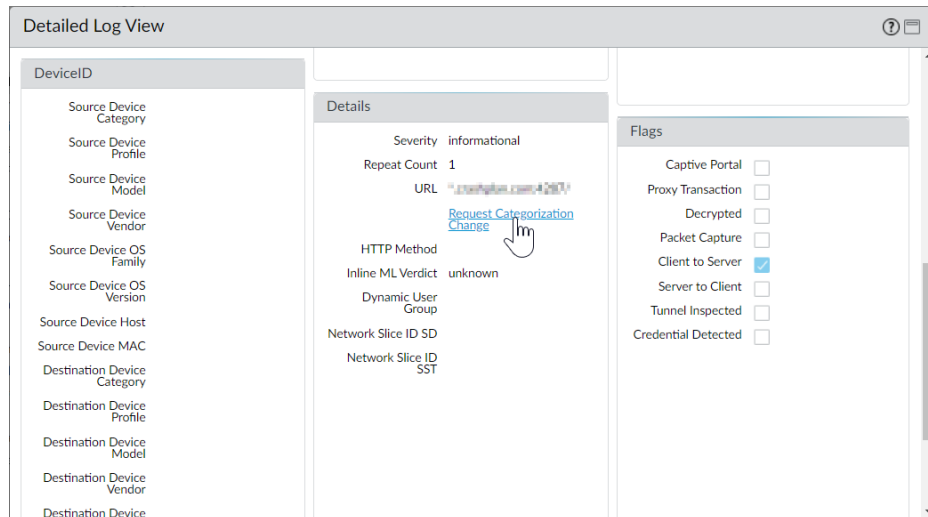 Detailed Log View
DeviceID
Source Device
Category
Source Device
Profile
Source Device
Model
Source Device
Vendor
Source Device OS
Family
Source Device OS
Version
Source Device Host
Source Device MAC
Destination Device
Category
Destination Device
Profile
Destination Device
Model
Destination Device
Vendor
Destination Device
Details
Severity informational
Repeat Count 1
URL
Request Categorization
Change
HTTP Method
Inline ML Verdict unknown
Dynamic User
Group
Network Slice ID SD
Network Slice ID
SST
Flags
Captive Portal
Proxy Transaction
Decrypted
Packet Capture
Client to Server
Server to Client
Tunnel Inspected
Credential Detected